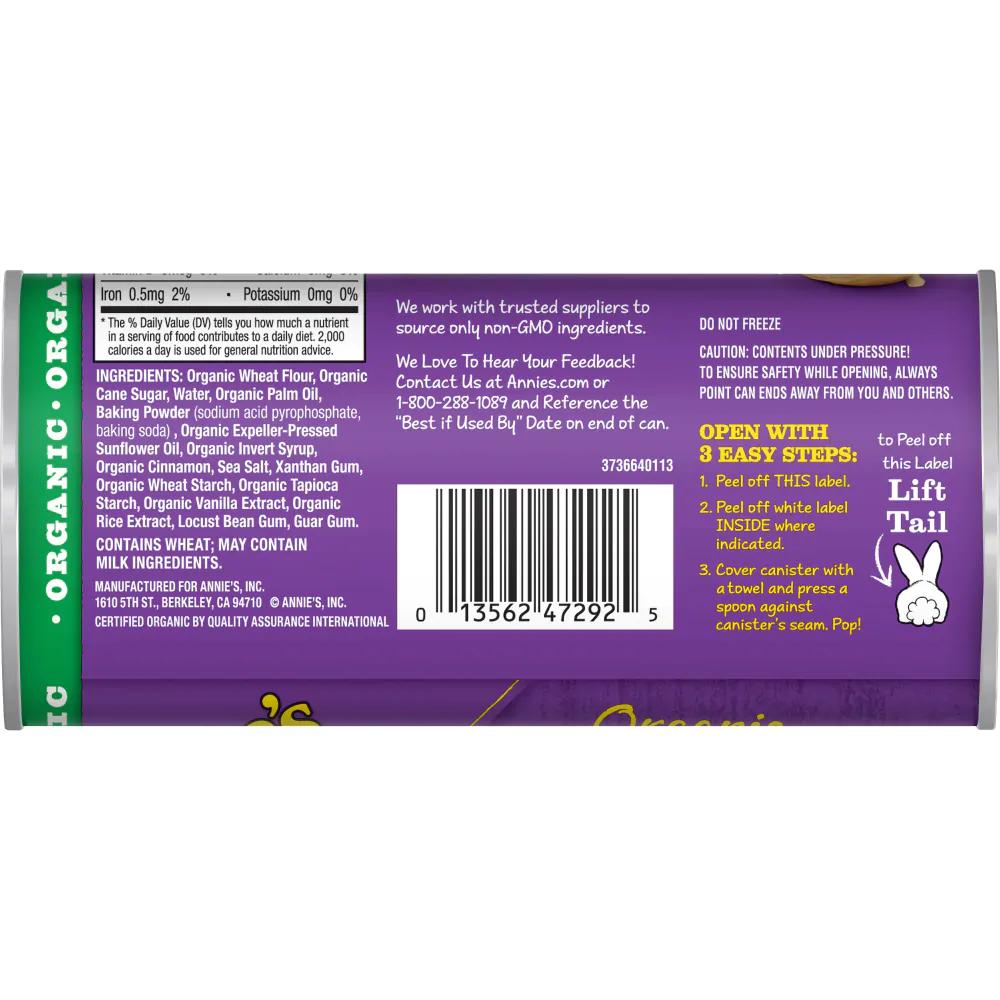 • ORGANIC • ORGA
IC
Iron 0.5mg 2% • Potassium 0mg 0%
* The % Daily Value (DV) tells you how much a nutrient
in a serving of food contributes to a daily diet. 2,000
calories a day is used for general nutrition advice.
INGREDIENTS: Organic Wheat Flour, Organic
Cane Sugar, Water, Organic Palm Oil,
Baking Powder (sodium acid pyrophosphate,
baking soda) , Organic Expeller-Pressed
Sunflower Oil, Organic Invert Syrup,
Organic Cinnamon, Sea Salt, Xanthan Gum,
Organic Wheat Starch, Organic Tapioca
Starch, Organic Vanilla Extract, Organic
Rice Extract, Locust Bean Gum, Guar Gum.
CONTAINS WHEAT; MAY CONTAIN
MILK INGREDIENTS.
MANUFACTURED FOR ANNIE'S, INC.
1610 5TH ST., BERKELEY, CA 94710 © ANNIE'S, INC.
CERTIFIED ORGANIC BY QUALITY ASSURANCE INTERNATIONAL
We work with trusted suppliers to
source only non-GMO ingredients.
We Love To Hear Your Feedback!
Contact Us at Annies.com or
1-800-288-1089 and Reference the
"Best if Used By" Date on end of can.
3736640113
0 13562 47292 5
DO NOT FREEZE
CAUTION: CONTENTS UNDER PRESSURE!
TO ENSURE SAFETY WHILE OPENING, ALWAYS
POINT CAN ENDS AWAY FROM YOU AND OTHERS.
OPEN WITH
3 EASY STEPS:
1. Peel off THIS label.
2. Peel off white label
INSIDE where
indicated.
3. Cover canister with
a towel and press a
spoon against
canister's seam. Pop!
to Peel off
this Label
Lift
Tail
's
Organic